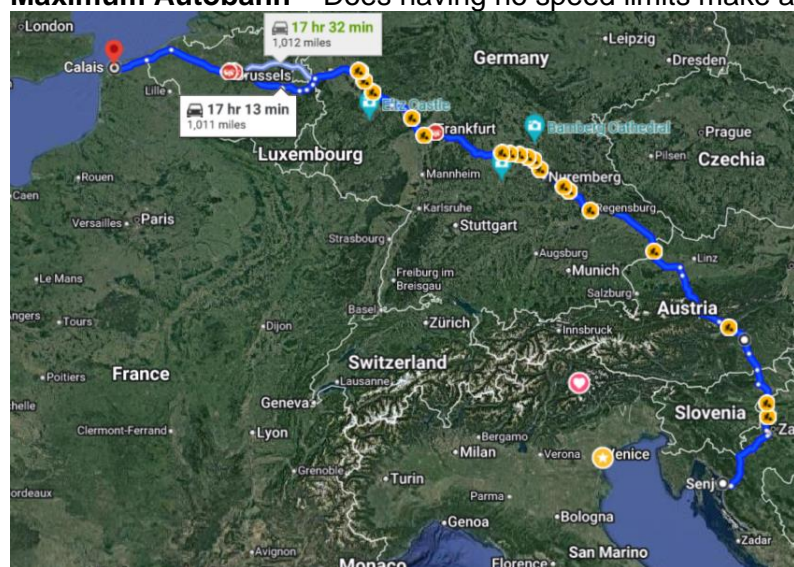 Maximum Autobahn Does having no speed limits make a
London
17 hr 32 min
1,012 miles
Leipzig
Germany
Dresden
Calais
Brussels
Lille
17 hr 13 min
1,011 miles
Eltz Castle
Frankfurt
Bamberg Cathedral
Prague
Luxembourg
Pilsen
Czechia
Rouen
Mannheim
Nuremberg
Caen
Versailles
Paris
Karlsruhe
Regensburg
Stuttgart
Strasbourg
Augsburg
Linz
Le Mans
Freiburg im
Breisgau
Munich
Salzburg
Angers
Tours
Basel
Austria
Dijon
Zürich
Innsbruck
Switzerland
Poitiers
France
Lausanne
Geneva
Slovenia
Za
Clermont-Ferrand
Lyon
Bergamo
Milan
Verona
Venice
Grenoble
Turin
Senj
ordeaux
Parma
Bologna
Genoa
Zadar
Avignon
San Marino
Monaco
Florence